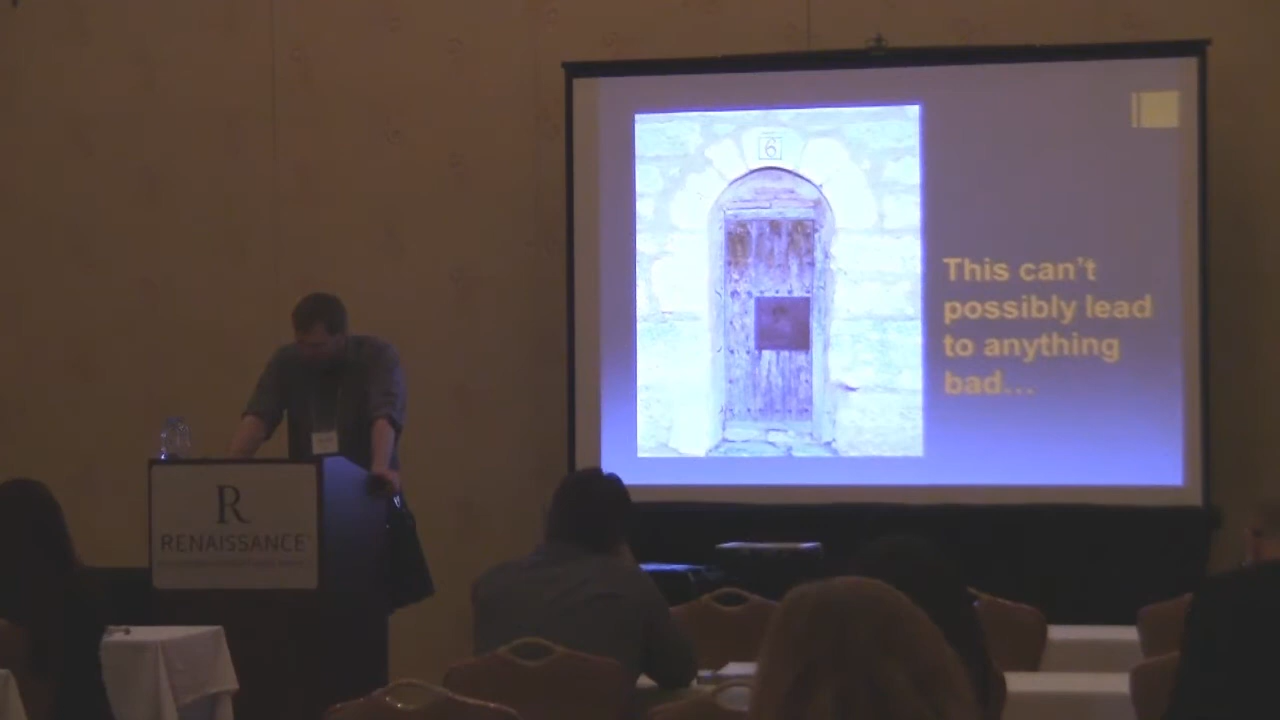 6
This can't
possibly lead
to anything
bad...
R
RENAISSANCE